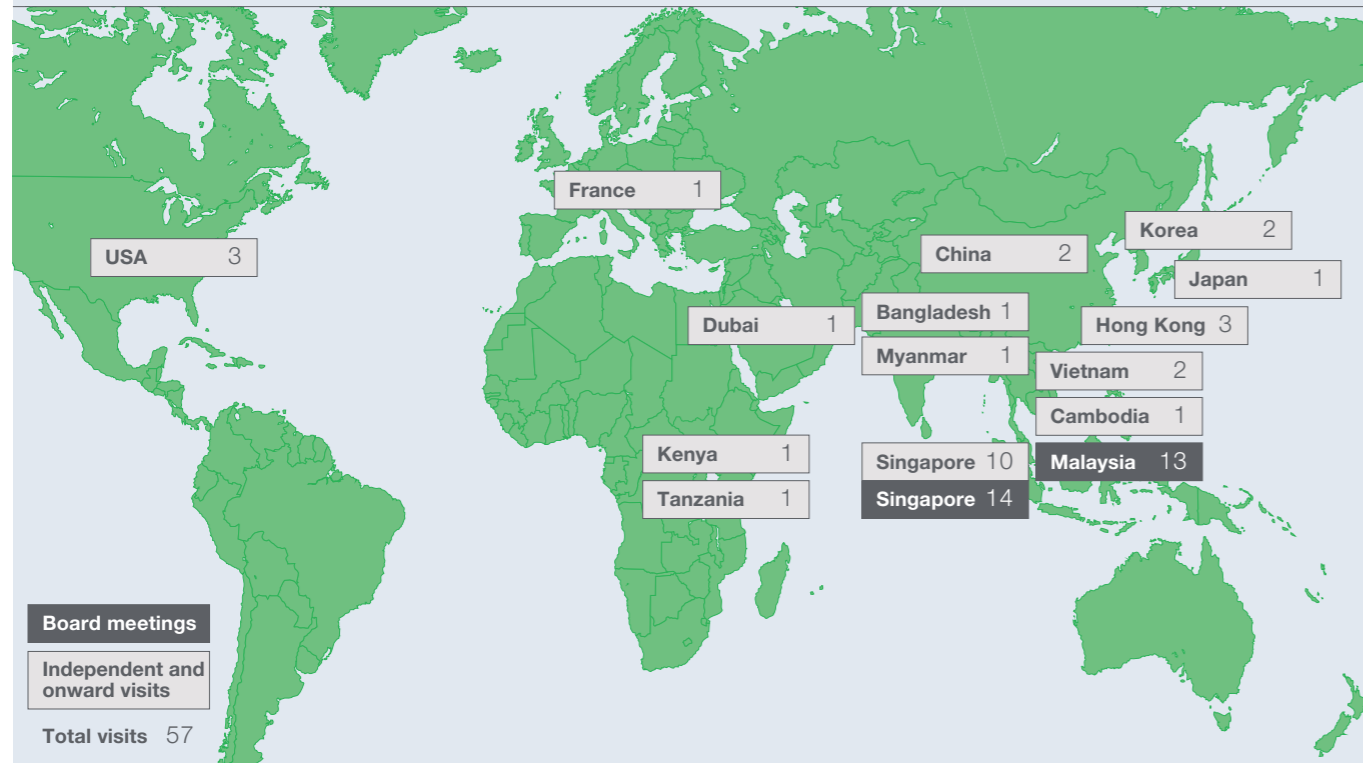 France 1
USA 3
Korea 2
China 2
Japan 1
Bangladesh 1
Dubai 1
Hong Kong 3
Myanmar 1
Vietnam 2
Cambodia 1
Kenya 1
Singapore 10
Malaysia 13
Tanzania 1
Singapore 14
Board meetings
Independent and
onward visits
Total visits 57